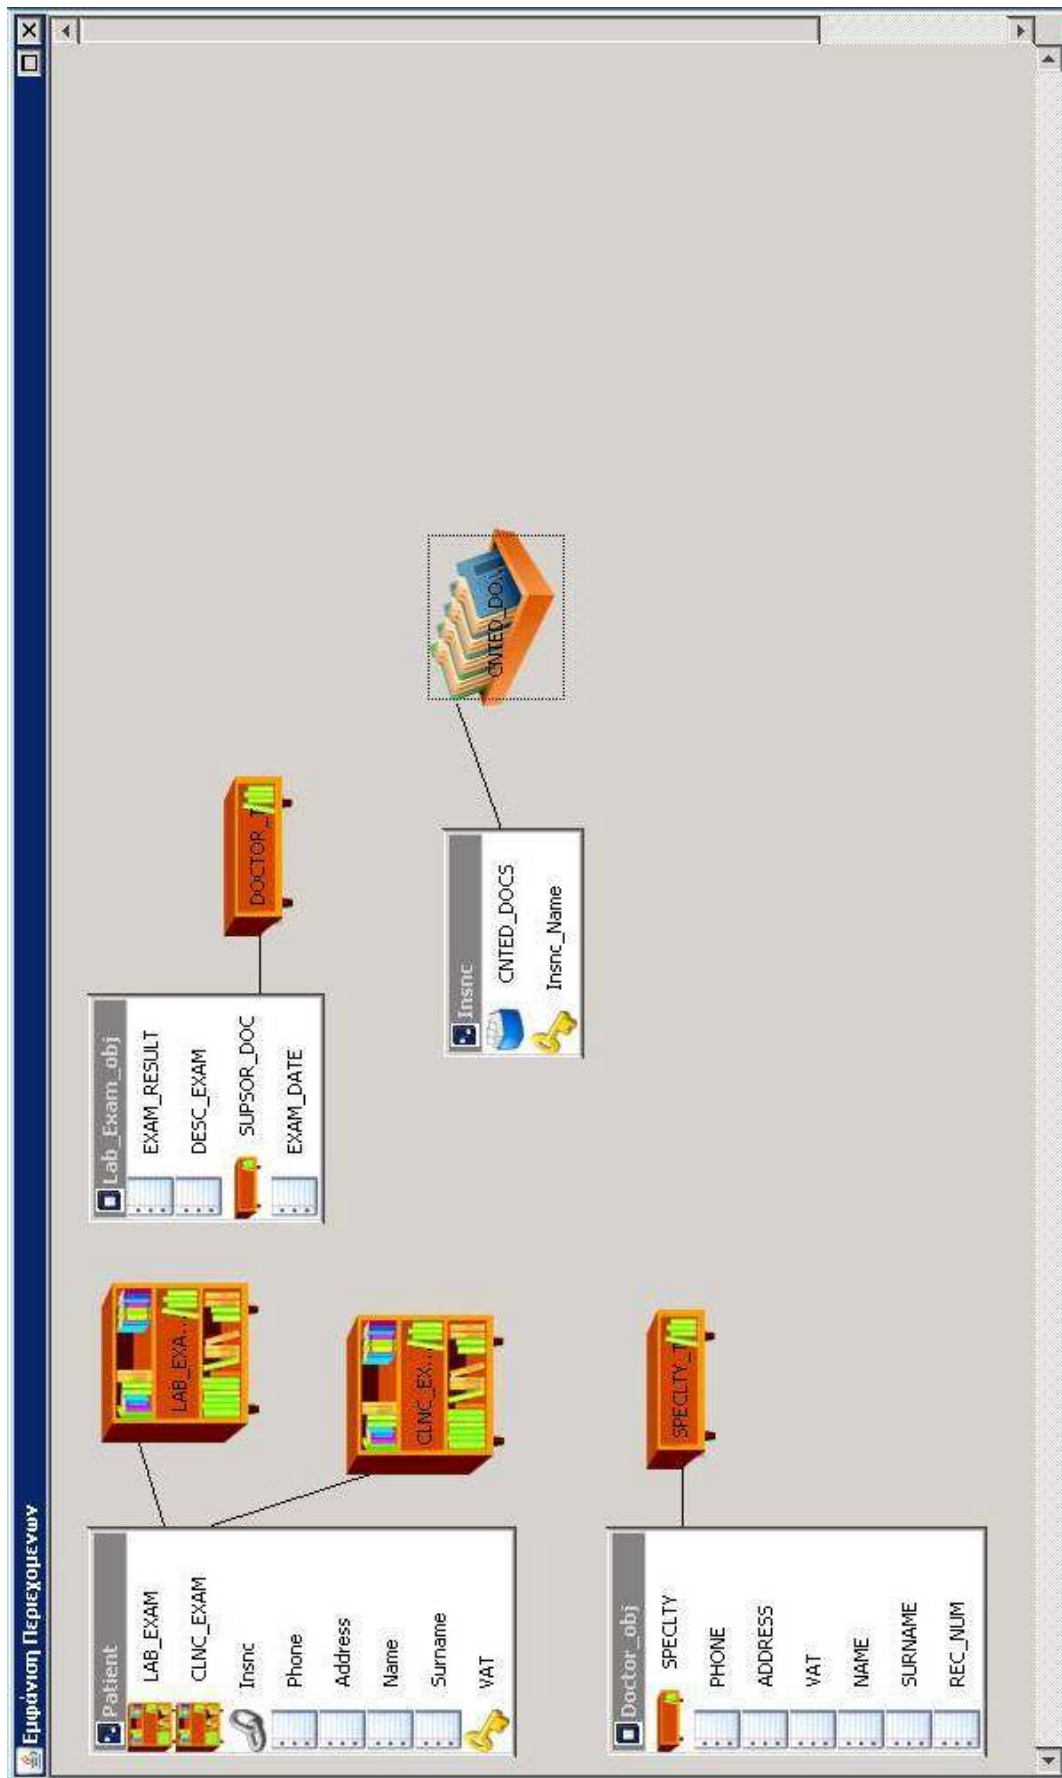 Εμφάνιση Περιεχομενων
Patient
LAB_EXAM
CLNC_EXAM
Insnc
Phone
Address
Name
Surname
VAT
LAB_EXA...
CLNC_EX...
Lab_Exam_obj
EXAM_RESULT
DESC_EXAM
SUPSOR_DOC
EXAM_DATE
DOCTOR_T
Insnc
CNTED_DOCS
Insnc_Name
CNTED_DO...
Doctor_obj
SPECLTY
PHONE
ADDRESS
VAT
NAME
SURNAME
REC_NUM
SPECLTY_T